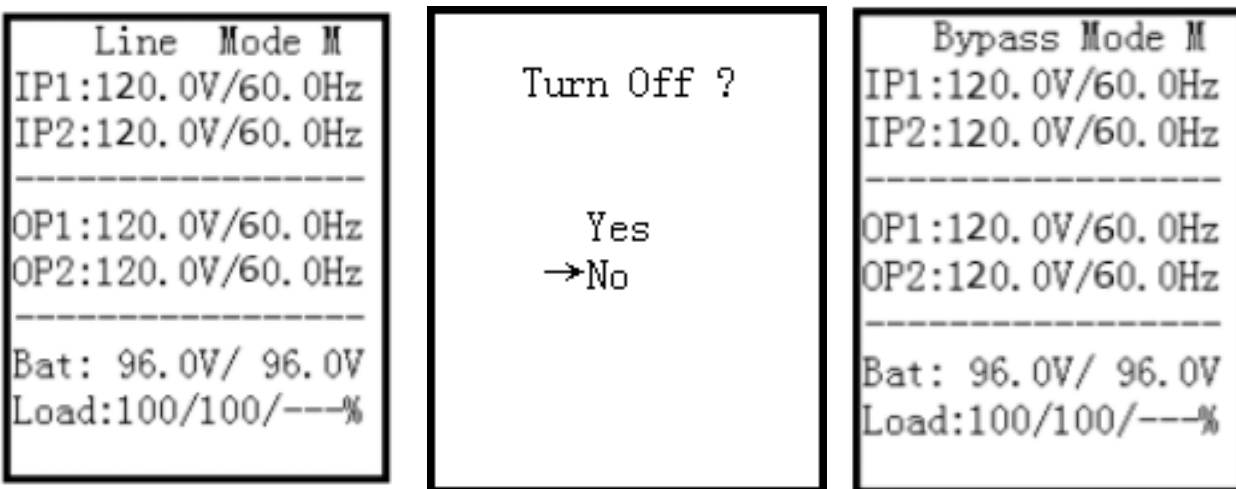 Line Mode M
IP1:120.0V/60.0Hz
IP2:120.0V/60.0Hz
------------------
OP1:120.0V/60.0Hz
OP2:120.0V/60.0Hz
------------------
Bat: 96.0V/ 96.0V
Load:100/100/---%
Turn Off ?
Yes
→No
Bypass Mode M
IP1:120.0V/60.0Hz
IP2:120.0V/60.0Hz
------------------
OP1:120.0V/60.0Hz
OP2:120.0V/60.0Hz
------------------
Bat: 96.0V/ 96.0V
Load:100/100/---%